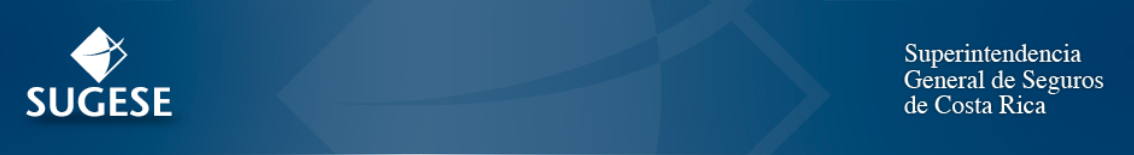 SUGESE
Superintendencia
General de Seguros
de Costa Rica